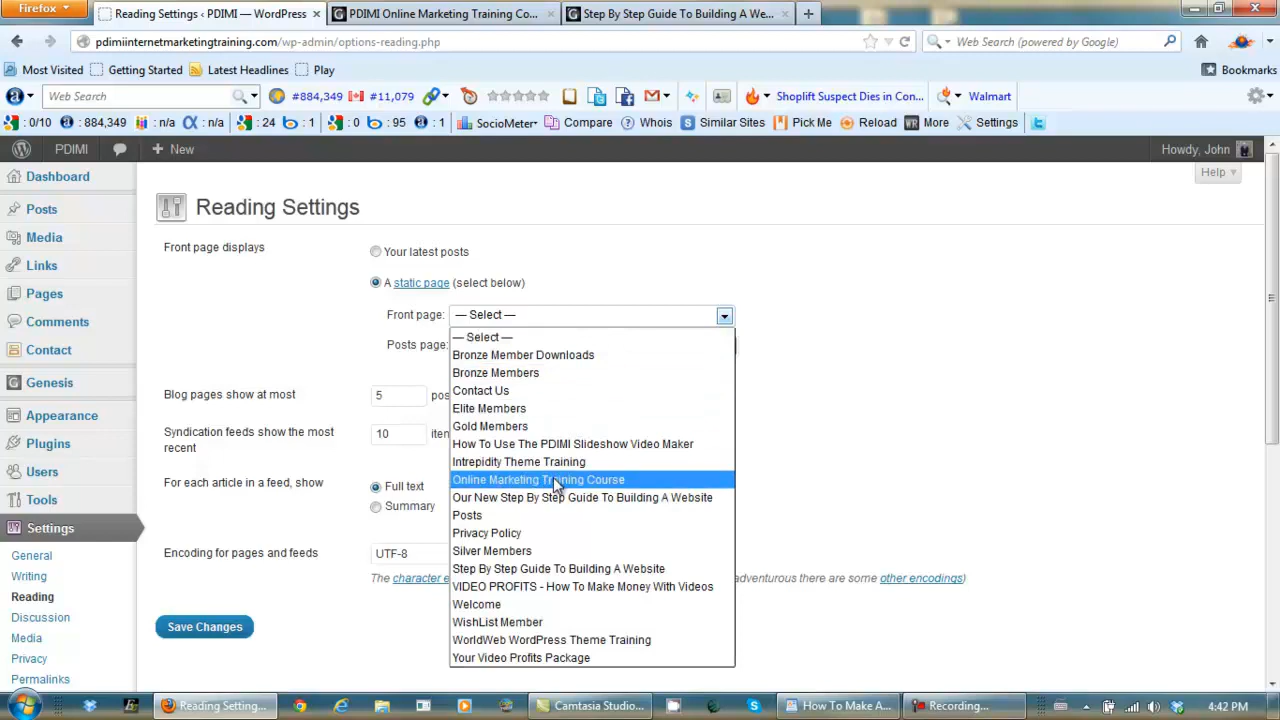 Firefox
Reading Settings ‹ PDIMI — WordPress
PDIMI Online Marketing Training Co...
Step By Step Guide To Building A We...
pdimiinternetmarketingtraining.com/wp-admin/options-reading.php
Web Search (powered by Google)
Most Visited
Getting Started
Latest Headlines
Play
Bookmarks
Web Search
#884,349
#11,079
Shoplift Suspect Dies in Con...
Walmart
: 0/10
: 884,349
: n/a
: n/a
: 24
: 1
: 0
: 95
: 1
SocioMeter
Compare
Whois
Similar Sites
Pick Me
Reload
More
Settings
PDIMI
New
Howdy, John
Help
Dashboard
Posts
Media
Links
Pages
Comments
Contact
Genesis
Appearance
Plugins
Users
Tools
Settings
General
Writing
Reading
Discussion
Media
Privacy
Permalinks
Reading Settings
Front page displays
Your latest posts
A static page (select below)
Front page: — Select —
Posts page:
— Select —
Bronze Member Downloads
Bronze Members
Contact Us
Elite Members
Gold Members
How To Use The PDIMI Slideshow Video Maker
Intrepidity Theme Training
Online Marketing Training Course
Our New Step By Step Guide To Building A Website
Posts
Privacy Policy
Silver Members
Step By Step Guide To Building A Website
VIDEO PROFITS - How To Make Money With Videos
Welcome
WishList Member
WorldWeb WordPress Theme Training
Your Video Profits Package
Blog pages show at most
5 pos
Syndication feeds show the most
recent
10 iten
For each article in a feed, show
Full text
Summary
Encoding for pages and feeds
UTF-8
The character e
adventurous there are some other encodings)
Save Changes
Reading Setting...
Camtasia Studio...
How To Make A...
Recording...
4:42 PM